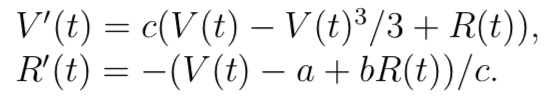 V′(t) = c(V(t) − V(t)³/3 + R(t)),
R′(t) = −(V(t) − a + bR(t))/c.